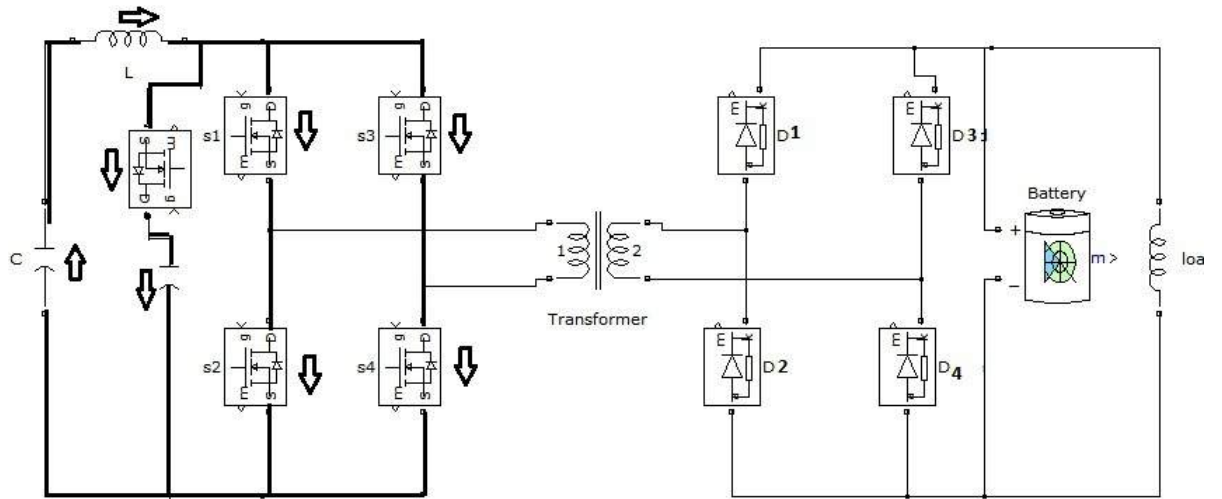 L
g
D
m
s
s1
g
D
m
s
s3
s
m
D
g
E
k
D1
E
k
D3
Battery
+
m >
−
loa
C
1
2
Transformer
s2
g
D
m
s
s4
g
D
m
s
E
k
D2
E
k
D4